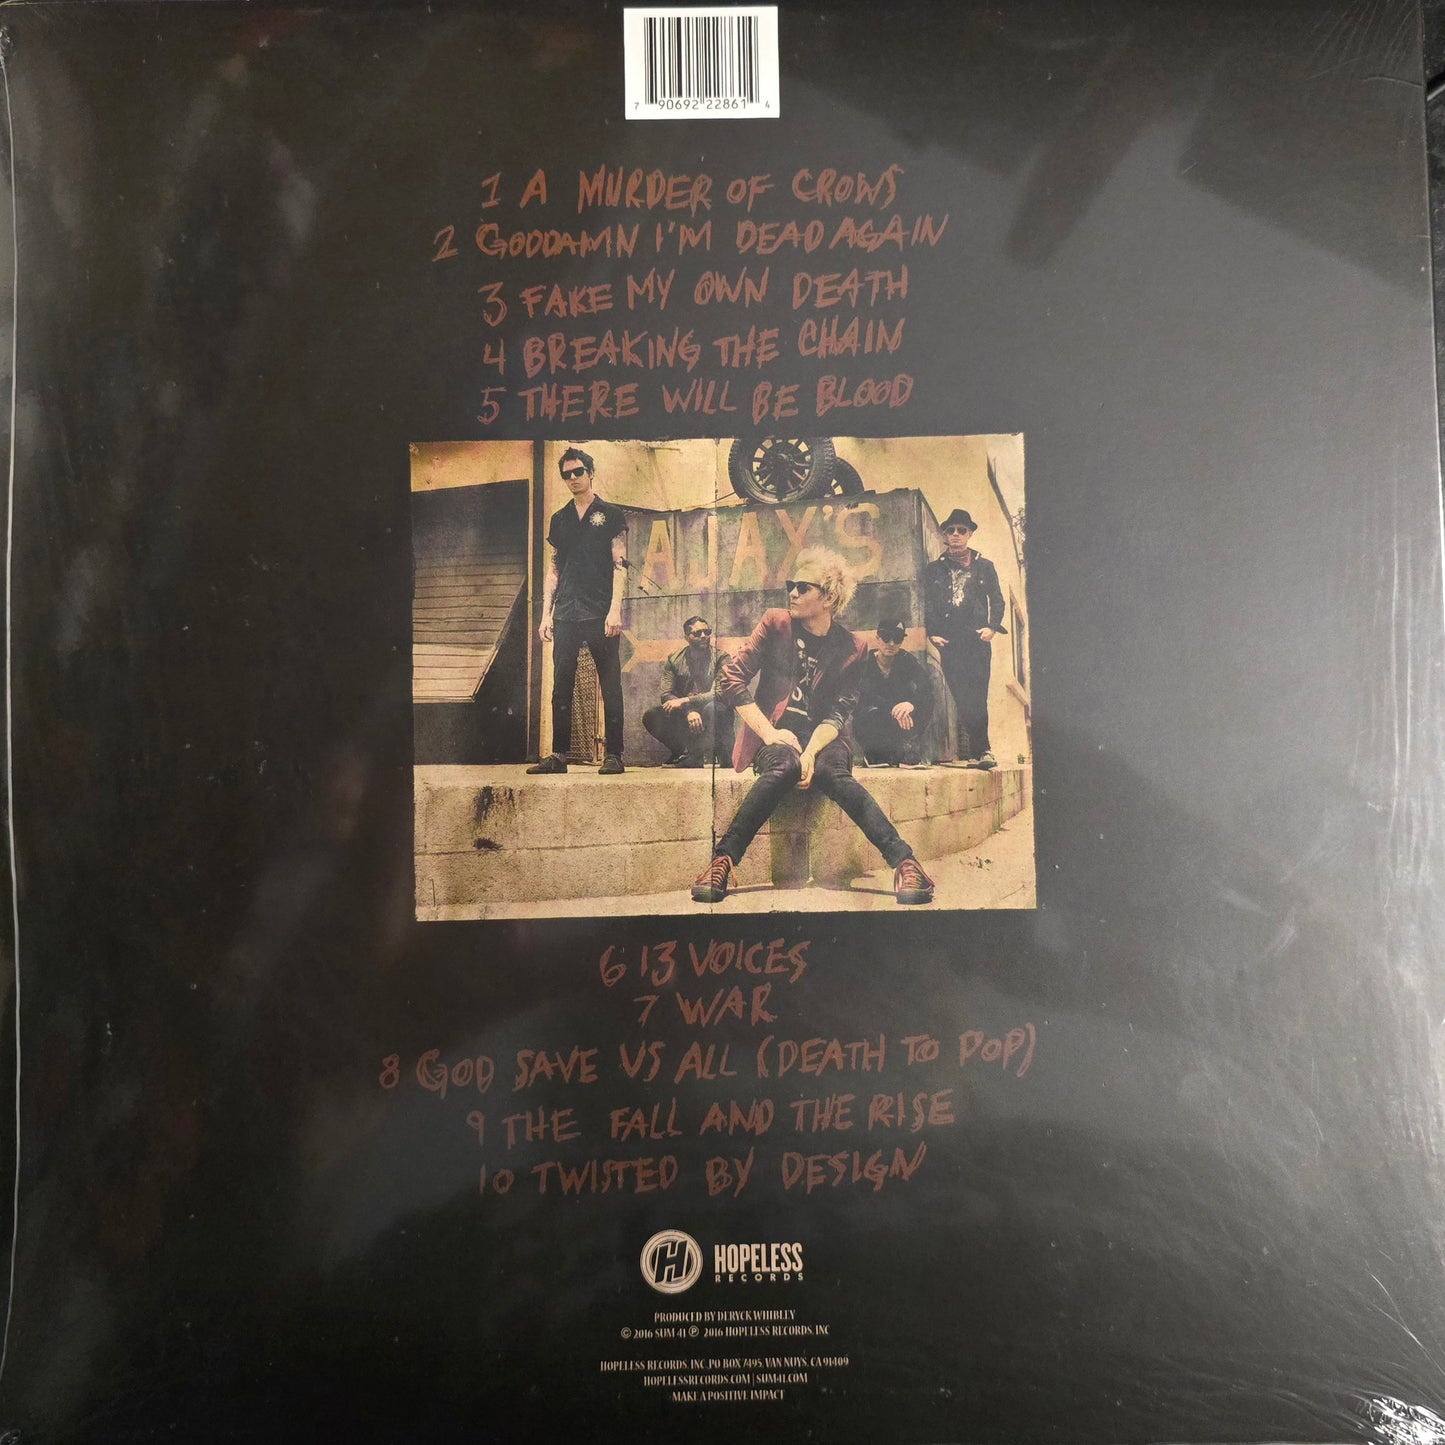 7 90692 22861 4
1 A MURDER OF CROWS
2 GODDAMN I'M DEAD AGAIN
3 FAKE MY OWN DEATH
4 BREAKING THE CHAIN
5 THERE WILL BE BLOOD
AJAX'S
6 13 VOICES
7 WAR
8 GOD SAVE US ALL (DEATH TO POP)
9 THE FALL AND THE RISE
10 TWISTED BY DESIGN
H HOPELESS
RECORDS
PRODUCED BY DERYCK WHIBLEY
© 2016 SUM 41 ℗ 2016 HOPELESS RECORDS, INC
HOPELESS RECORDS, INC. PO BOX 7495, VAN NUYS, CA 91409
HOPELESSRECORDS.COM | SUM41.COM
MAKE A POSITIVE IMPACT